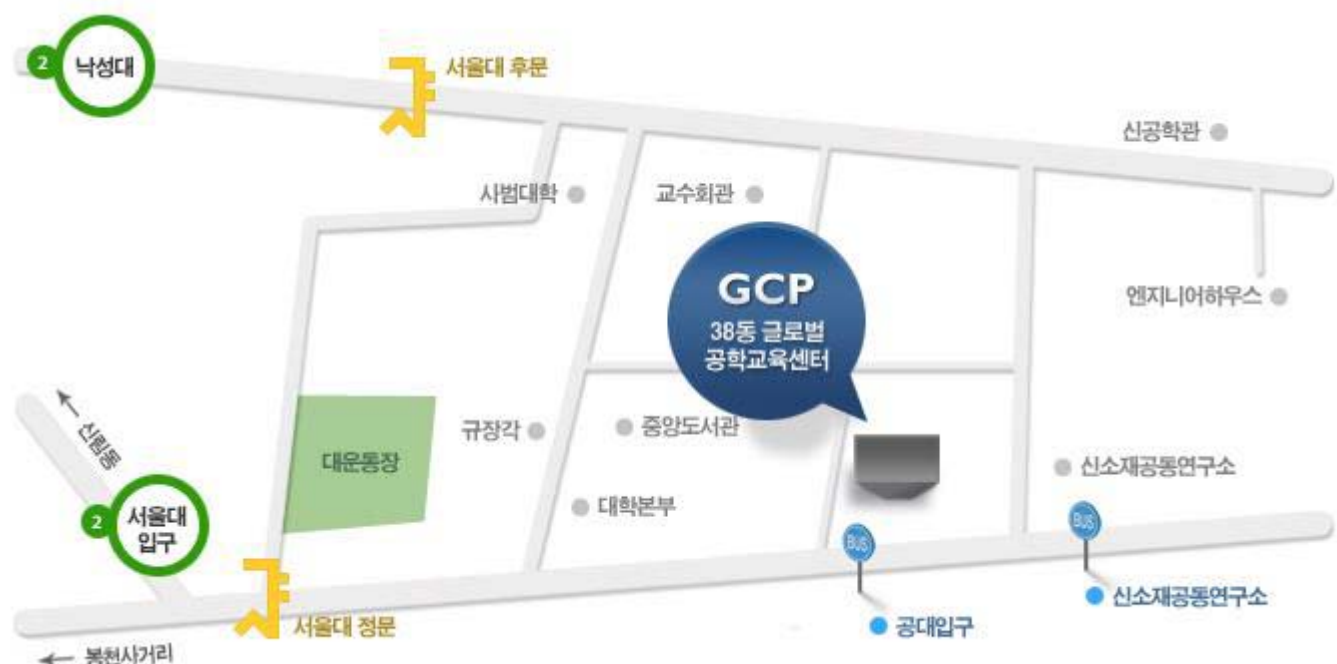 2 낙성대
서울대 후문
신공학관
사범대학
교수회관
GCP
38동 글로벌
공학교육센터
엔지니어하우스
신림동
대운동장
규장각
중앙도서관
신소재공동연구소
2 서울대
입구
대학본부
BUS
BUS
서울대 정문
공대입구
신소재공동연구소
봉천사거리